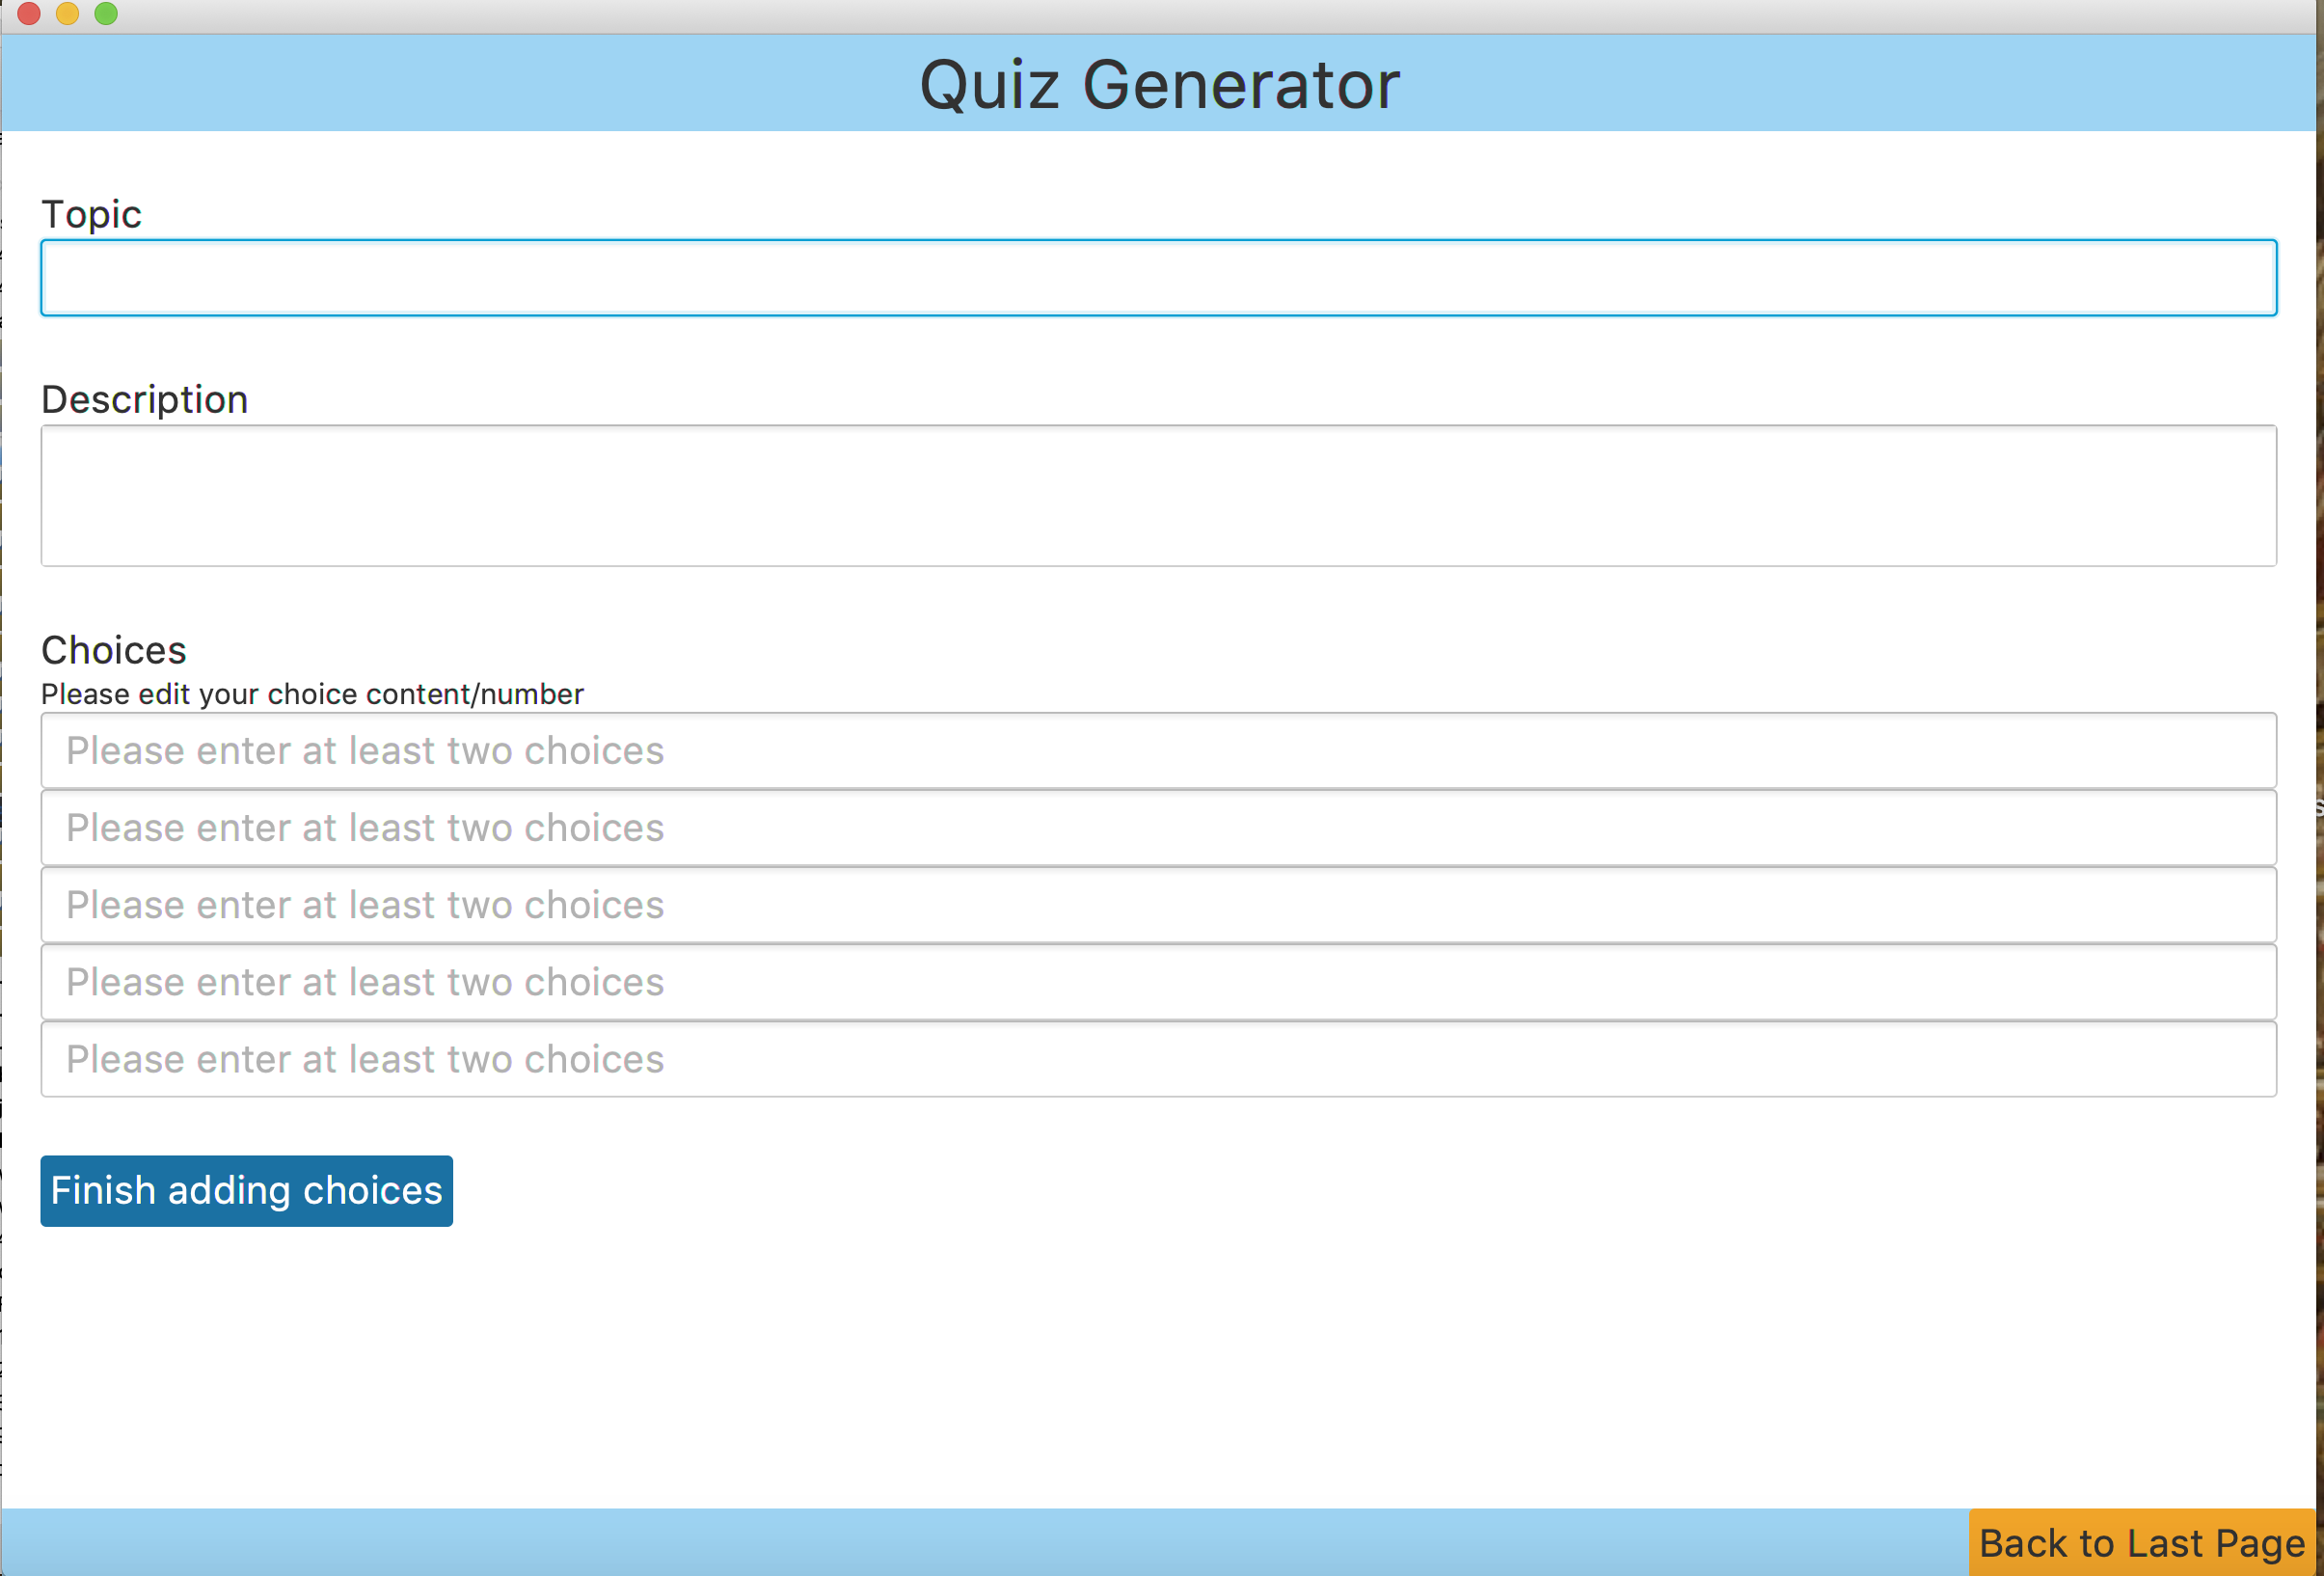 Quiz Generator
Topic
Description
Choices
Please edit your choice content/number
Please enter at least two choices
Please enter at least two choices
Please enter at least two choices
Please enter at least two choices
Please enter at least two choices
Finish adding choices
Back to Last Page